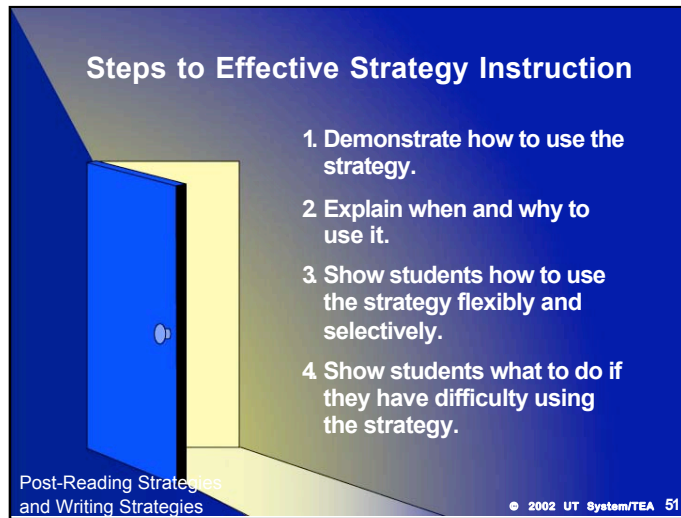 Steps to Effective Strategy Instruction
1. Demonstrate how to use the
strategy.
2. Explain when and why to
use it.
3. Show students how to use
the strategy flexibly and
selectively.
4. Show students what to do if
they have difficulty using
the strategy.
Post-Reading Strategies
and Writing Strategies
© 2002 UT System/TEA 51